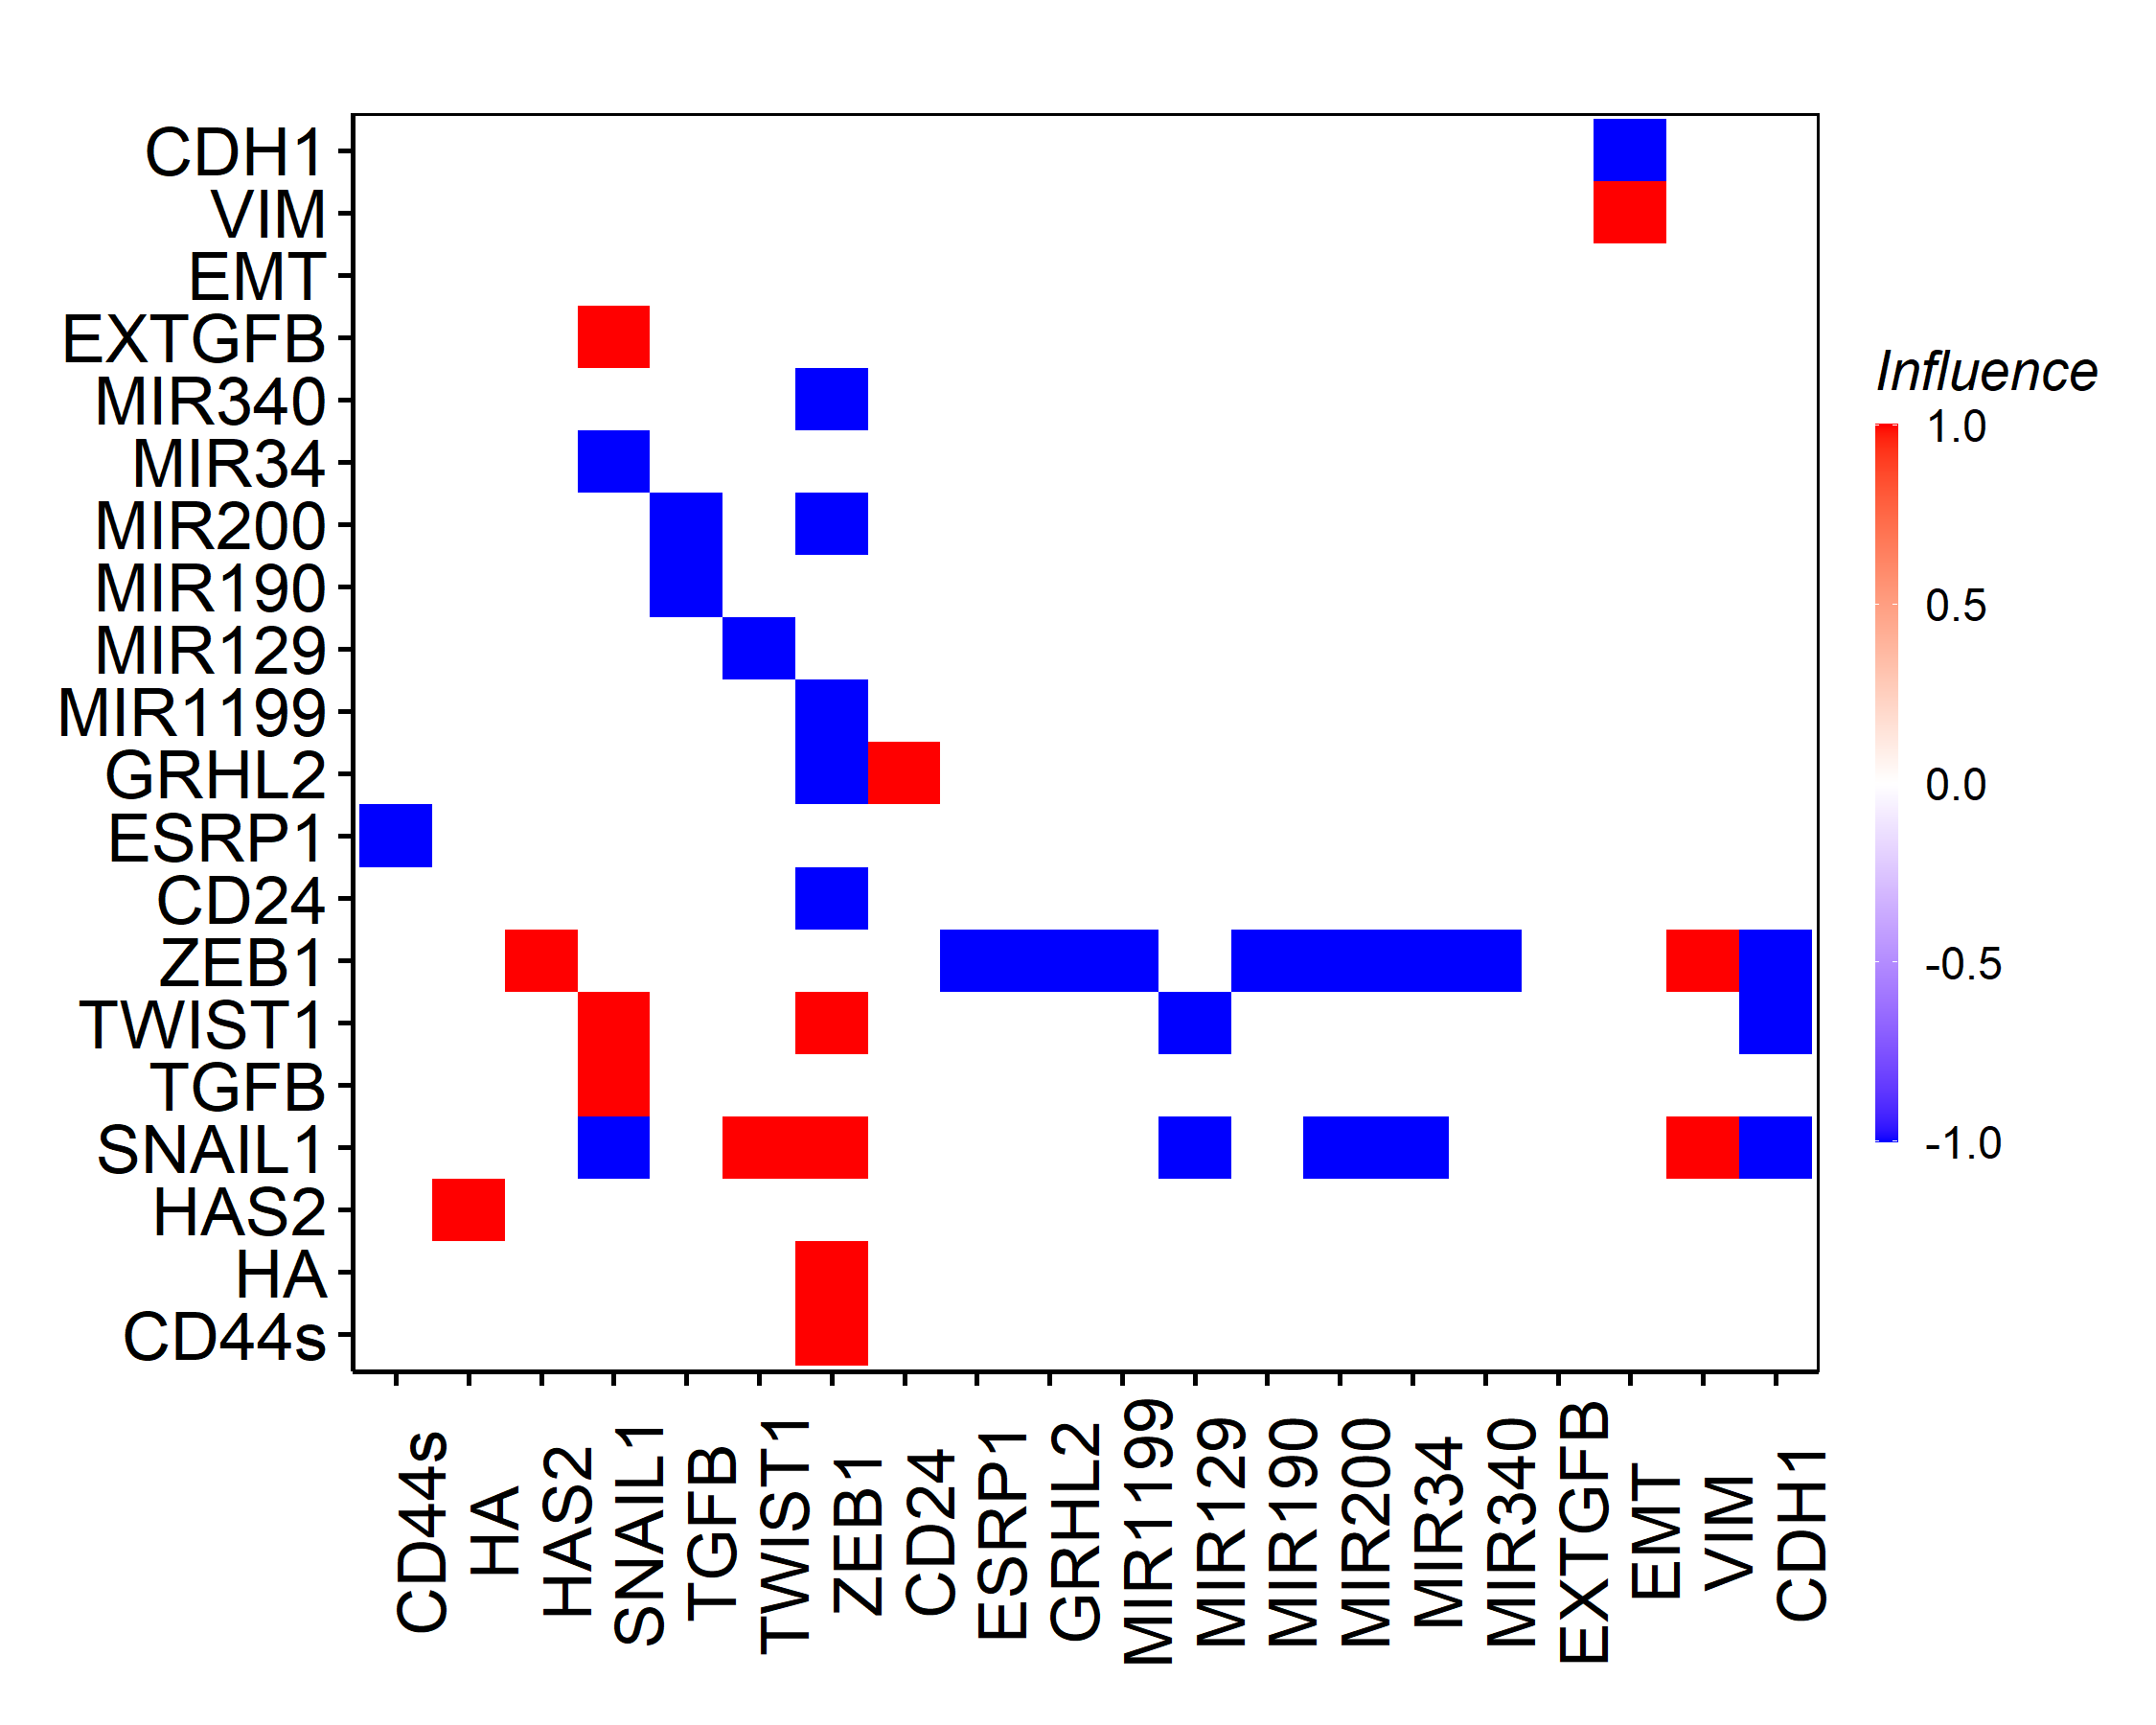 CDH1
VIM
EMT
EXTGFB
MIR340
MIR34
MIR200
MIR190
MIR129
MIR1199
GRHL2
ESRP1
CD24
ZEB1
TWIST1
TGFB
SNAIL1
HAS2
HA
CD44s
CD44s
HA
HAS2
SNAIL1
TGFB
TWIST1
ZEB1
CD24
ESRP1
GRHL2
MIR1199
MIR129
MIR190
MIR200
MIR34
MIR340
EXTGFB
EMT
VIM
CDH1
Influence
1.0
0.5
0.0
-0.5
-1.0